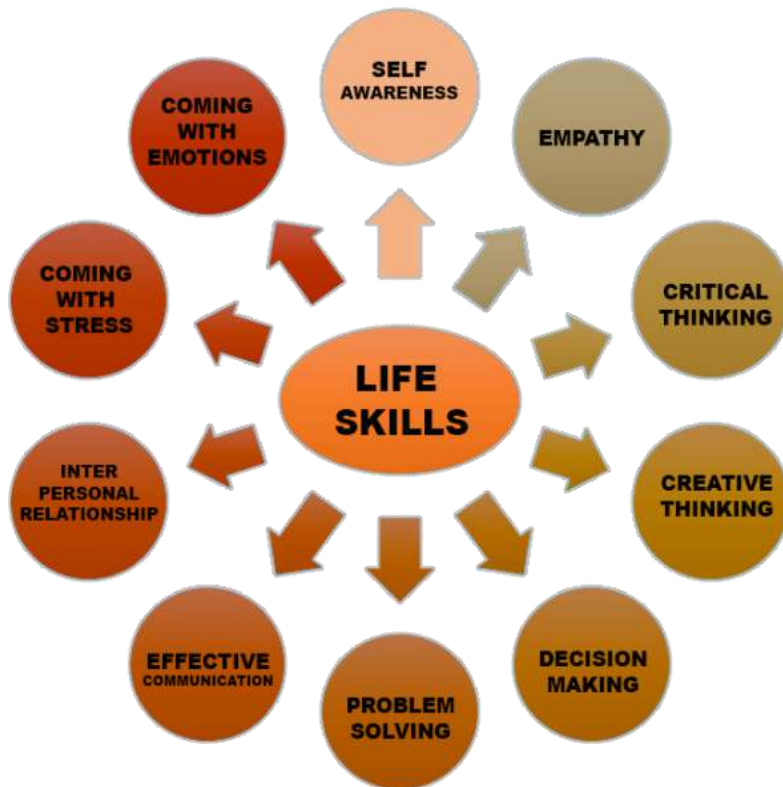 LIFE
SKILLS
SELF
AWARENESS
EMPATHY
CRITICAL
THINKING
CREATIVE
THINKING
DECISION
MAKING
PROBLEM
SOLVING
EFFECTIVE
COMMUNICATION
INTER
PERSONAL
RELATIONSHIP
COMING
WITH
STRESS
COMING
WITH
EMOTIONS